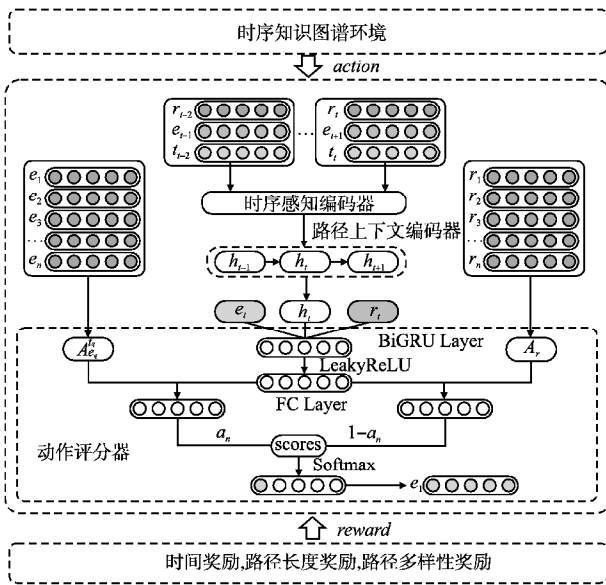 时序知识图谱环境
action
r_{t-2} r_t
e_{t-1} … e_{t+1}
t_{t-2} t_t
e_1 r_1
e_2 r_2
e_3 r_3
… …
e_n r_n
时序感知编码器
路径上下文编码器
h_{t-1} h_t h_{t+1}
e_t h_t r_t
BiGRU Layer
LeakyReLU
FC Layer
A_{e_q}^{t_q} A_r
a_n scores 1-a_n
动作评分器
Softmax
e_1
reward
时间奖励,路径长度奖励,路径多样性奖励